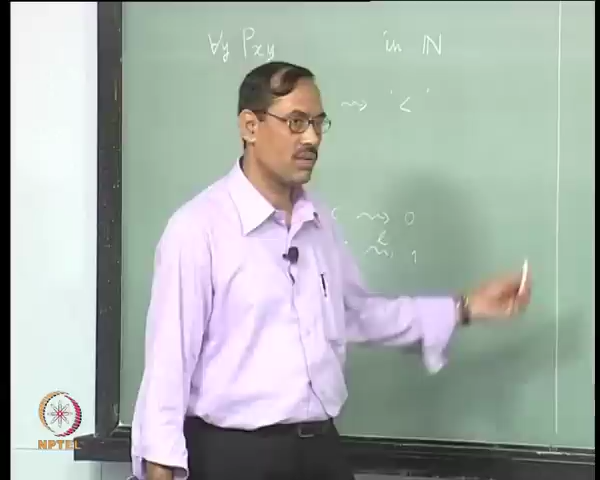 ∀y Pxy in ℕ
⇝ '<'
⇝ 0
ℓ
⇝ 1
NPTEL